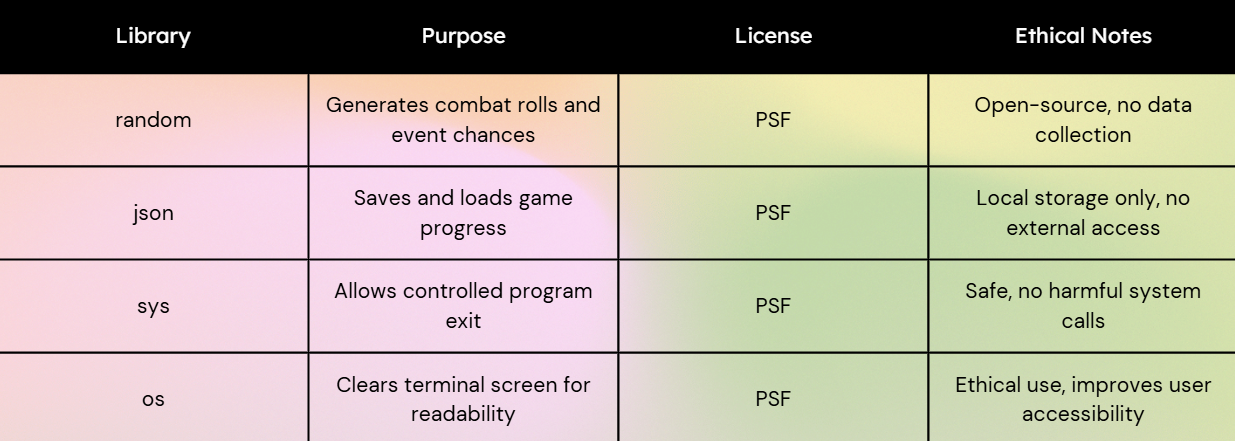 Library Purpose License Ethical Notes
random
Generates combat rolls and
event chances
PSF
Open-source, no data
collection
json
Saves and loads game
progress
PSF
Local storage only, no
external access
sys
Allows controlled program
exit
PSF
Safe, no harmful system
calls
os
Clears terminal screen for
readability
PSF
Ethical use, improves user
accessibility